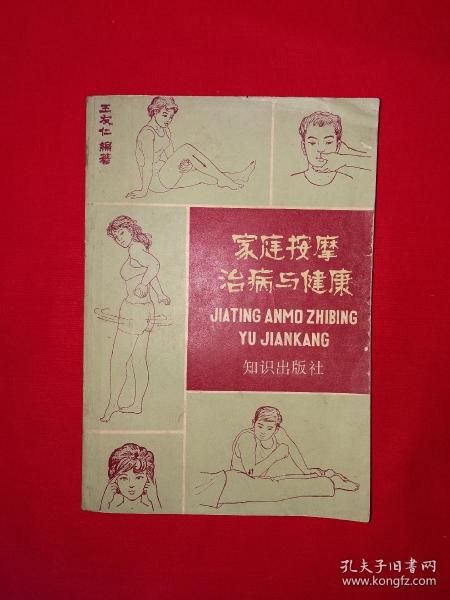 王友仁 编著
家庭按摩
治病与健康
JIATING ANMO ZHIBING
YU JIANKANG
知识出版社
孔夫子旧书网
www.kongfz.com